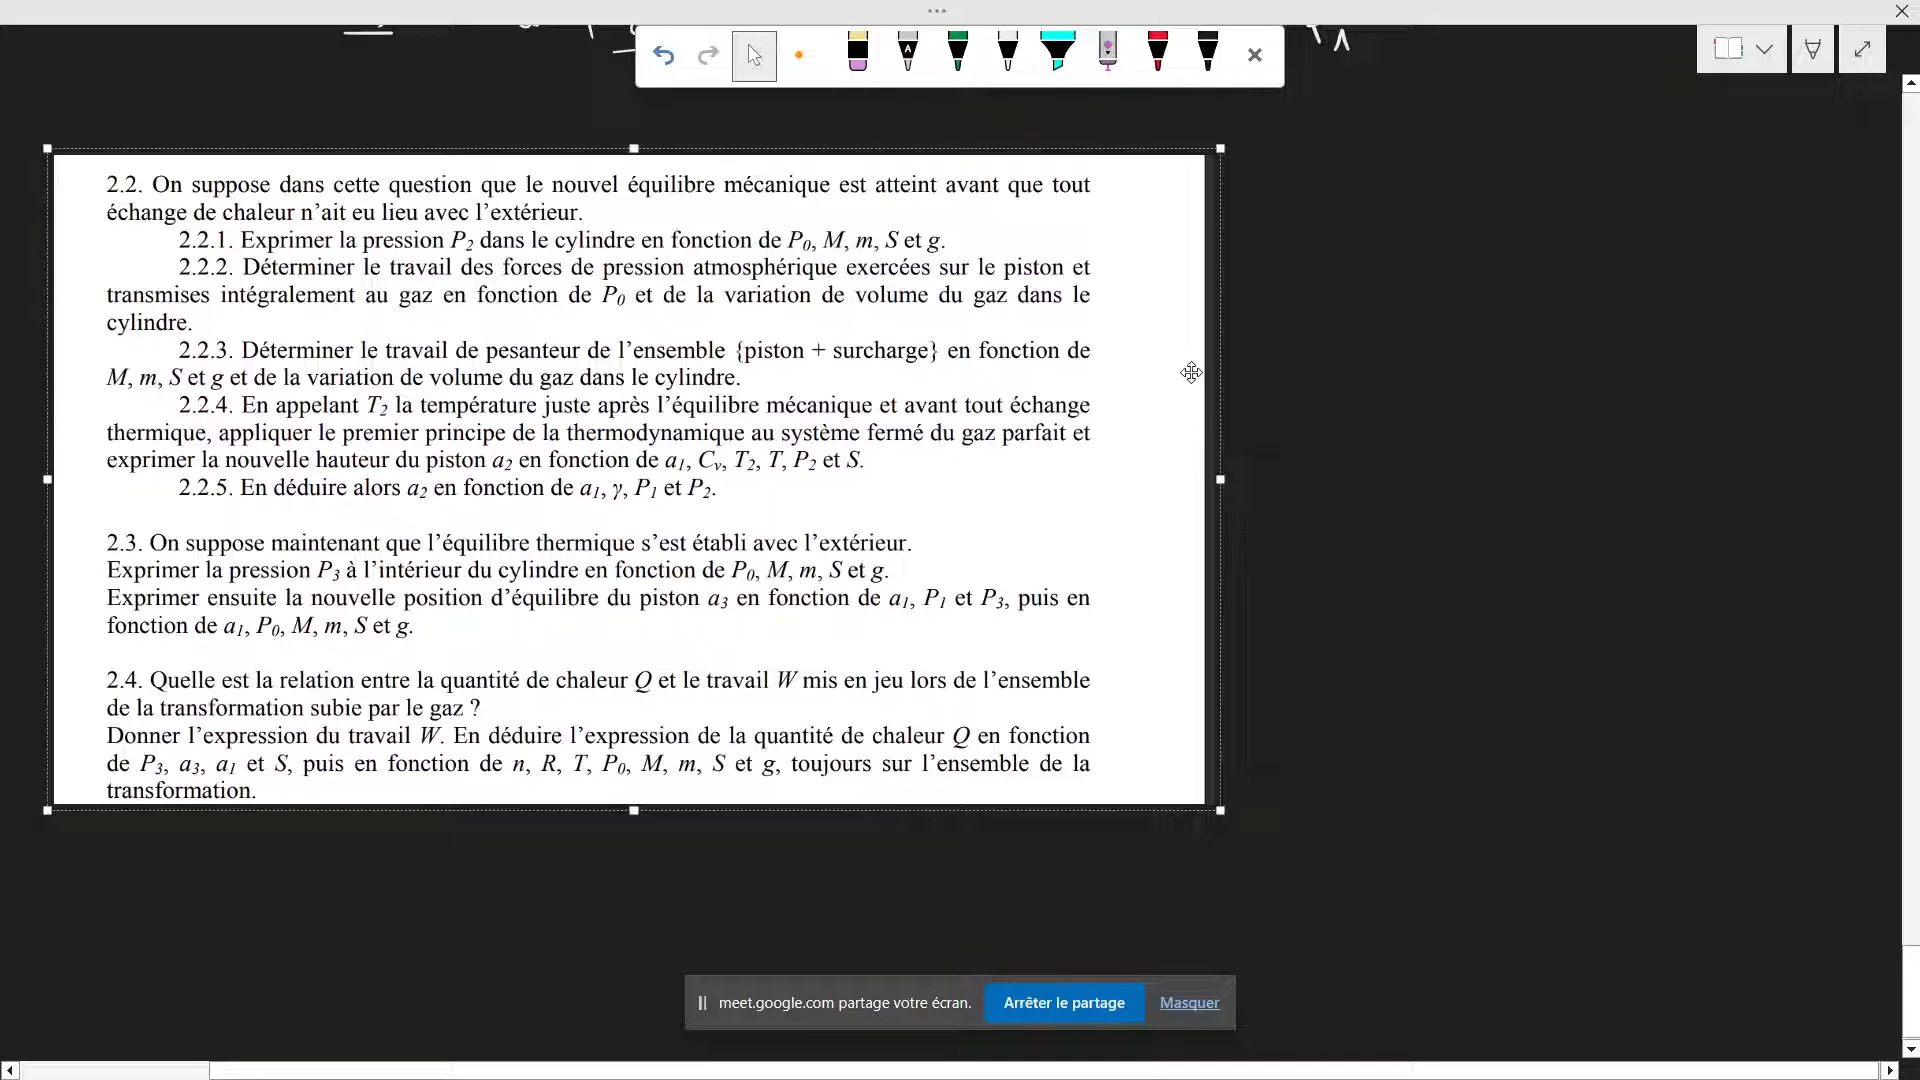 2.2. On suppose dans cette question que le nouvel équilibre mécanique est atteint avant que tout
échange de chaleur n’ait eu lieu avec l’extérieur.
2.2.1. Exprimer la pression P2 dans le cylindre en fonction de P0, M, m, S et g.
2.2.2. Déterminer le travail des forces de pression atmosphérique exercées sur le piston et
transmises intégralement au gaz en fonction de P0 et de la variation de volume du gaz dans le
cylindre.
2.2.3. Déterminer le travail de pesanteur de l’ensemble {piston + surcharge} en fonction de
M, m, S et g et de la variation de volume du gaz dans le cylindre.
2.2.4. En appelant T2 la température juste après l’équilibre mécanique et avant tout échange
thermique, appliquer le premier principe de la thermodynamique au système fermé du gaz parfait et
exprimer la nouvelle hauteur du piston a2 en fonction de a1, Cv, T2, T, P2 et S.
2.2.5. En déduire alors a2 en fonction de a1, γ, P1 et P2.
2.3. On suppose maintenant que l’équilibre thermique s’est établi avec l’extérieur.
Exprimer la pression P3 à l’intérieur du cylindre en fonction de P0, M, m, S et g.
Exprimer ensuite la nouvelle position d’équilibre du piston a3 en fonction de a1, P1 et P3, puis en
fonction de a1, P0, M, m, S et g.
2.4. Quelle est la relation entre la quantité de chaleur Q et le travail W mis en jeu lors de l’ensemble
de la transformation subie par le gaz ?
Donner l’expression du travail W. En déduire l’expression de la quantité de chaleur Q en fonction
de P3, a3, a1 et S, puis en fonction de n, R, T, P0, M, m, S et g, toujours sur l’ensemble de la
transformation.
meet.google.com partage votre écran.
Arrêter le partage
Masquer